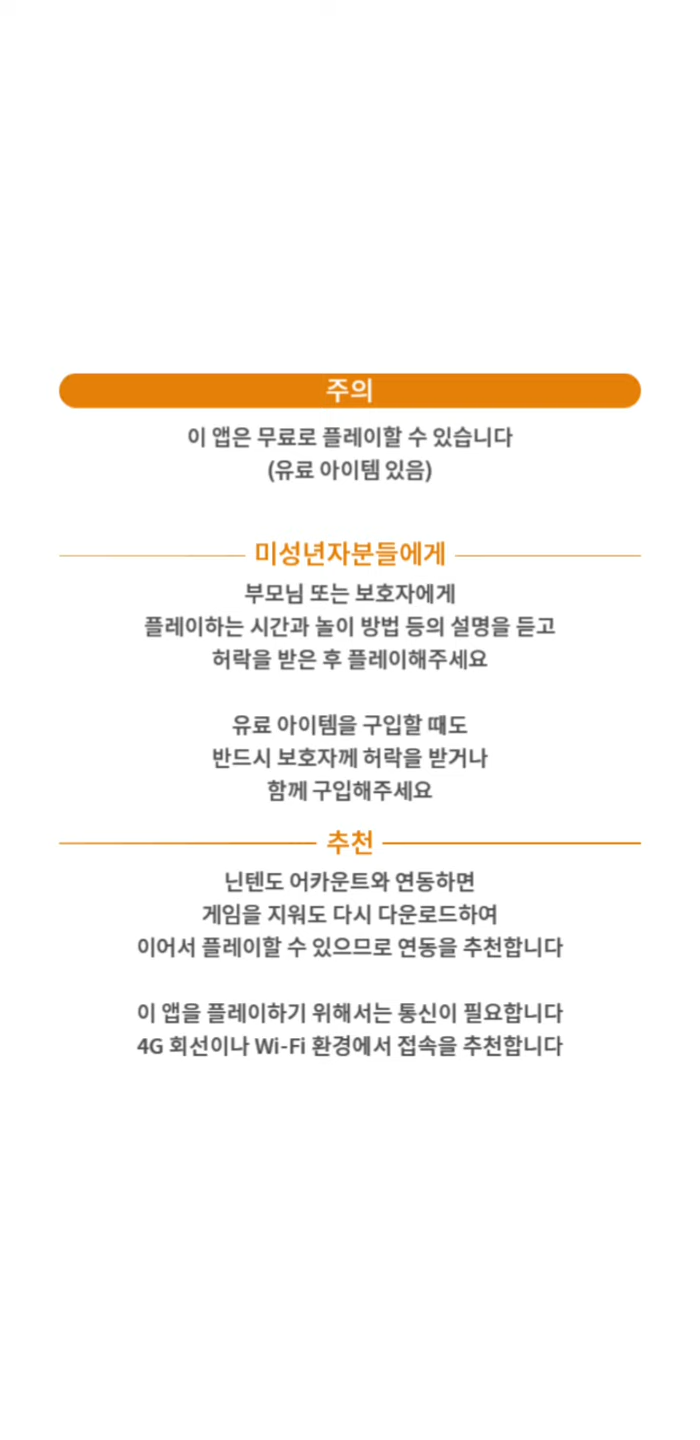 주의
이 앱은 무료로 플레이할 수 있습니다
(유료 아이템 있음)
미성년자분들에게
부모님 또는 보호자에게
플레이하는 시간과 놀이 방법 등의 설명을 듣고
허락을 받은 후 플레이해주세요
유료 아이템을 구입할 때도
반드시 보호자께 허락을 받거나
함께 구입해주세요
추천
닌텐도 어카운트와 연동하면
게임을 지워도 다시 다운로드하여
이어서 플레이할 수 있으므로 연동을 추천합니다
이 앱을 플레이하기 위해서는 통신이 필요합니다
4G 회선이나 Wi-Fi 환경에서 접속을 추천합니다